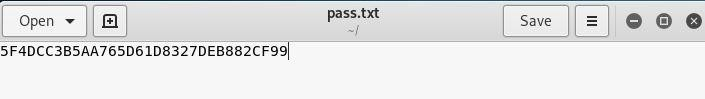 Open
pass.txt
~/
Save
5F4DCC3B5AA765D61D8327DEB882CF99